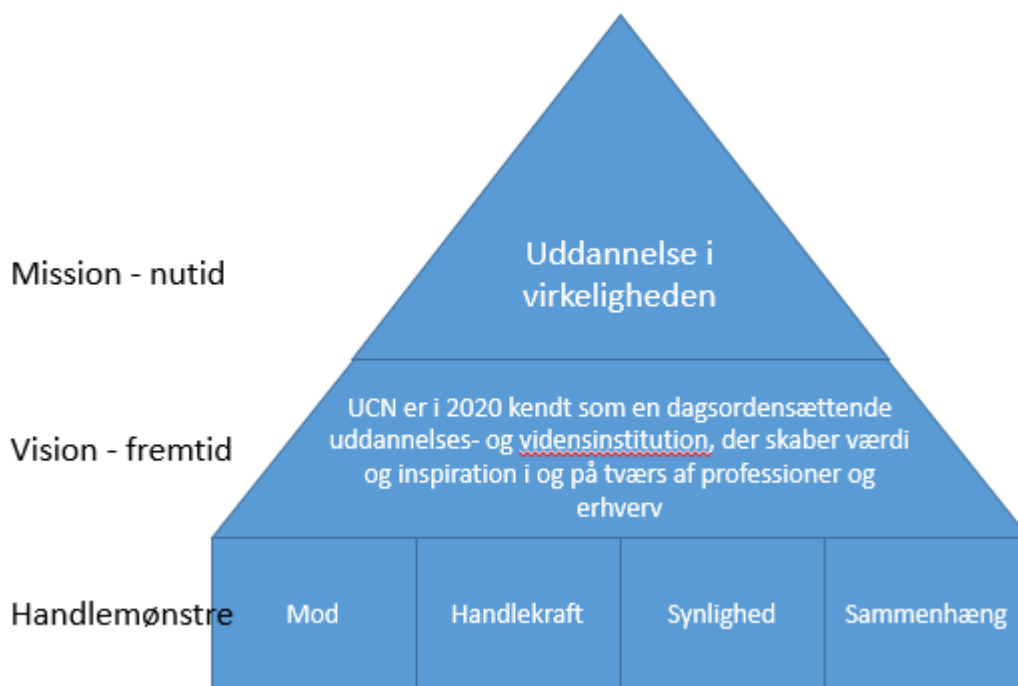 Mission - nutid
Uddannelse i
virkeligheden
Vision - fremtid
UCN er i 2020 kendt som en dagsordensættende
uddannelses- og vidensinstitution, der skaber værdi
og inspiration i og på tværs af professioner og
erhverv
Handlemønstre
Mod
Handlekraft
Synlighed
Sammenhæng